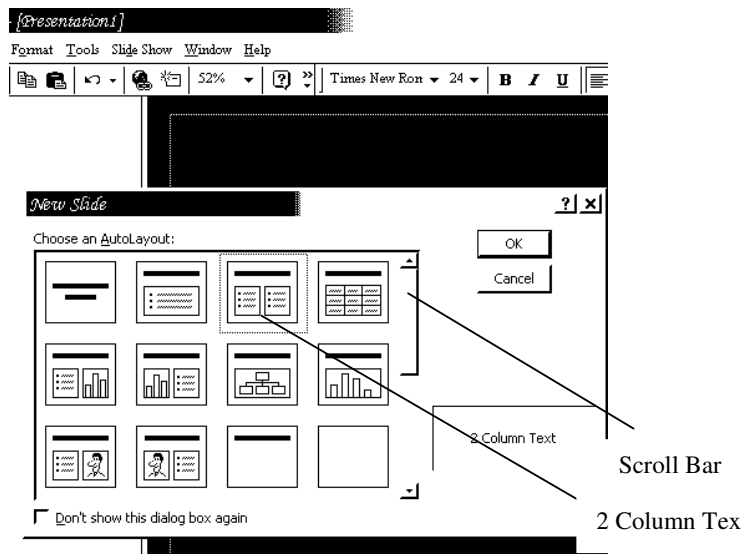 - [Presentation1]
Format Tools Slide Show Window Help
52% Times New Ron 24 B I U
New Slide ? x
Choose an AutoLayout:
OK
Cancel
2 Column Text
Scroll Bar
2 Column Tex
Don't show this dialog box again